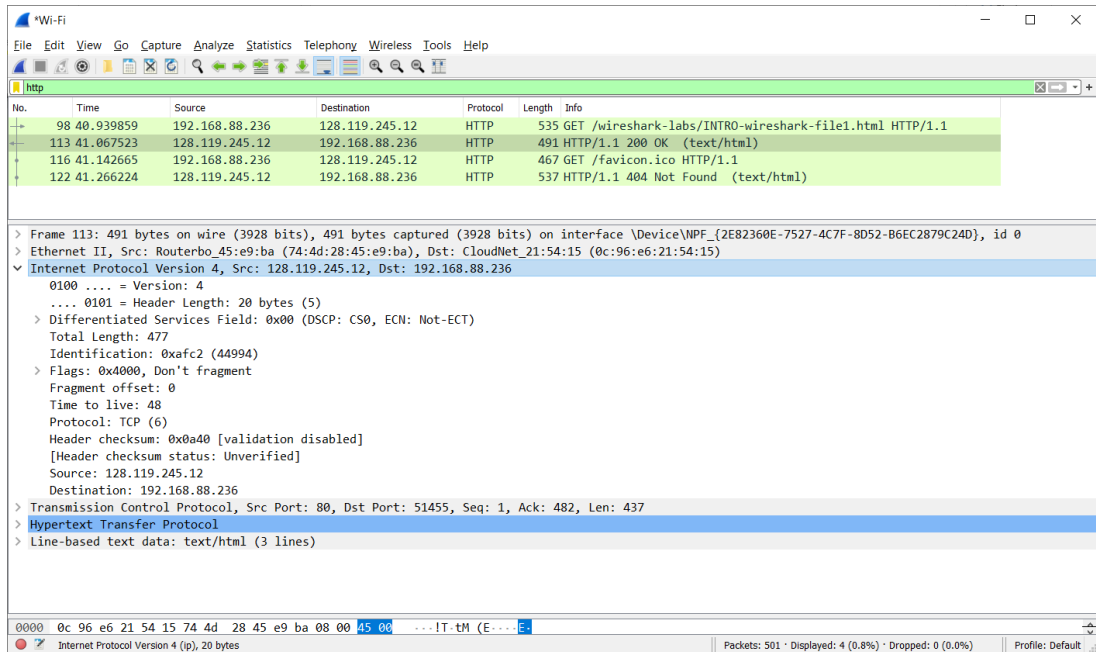 *Wi-Fi
File Edit View Go Capture Analyze Statistics Telephony Wireless Tools Help
http
No. Time Source Destination Protocol Length Info
98 40.939859 192.168.88.236 128.119.245.12 HTTP 535 GET /wireshark-labs/INTRO-wireshark-file1.html HTTP/1.1
113 41.067523 128.119.245.12 192.168.88.236 HTTP 491 HTTP/1.1 200 OK (text/html)
116 41.142665 192.168.88.236 128.119.245.12 HTTP 467 GET /favicon.ico HTTP/1.1
122 41.266224 128.119.245.12 192.168.88.236 HTTP 537 HTTP/1.1 404 Not Found (text/html)
> Frame 113: 491 bytes on wire (3928 bits), 491 bytes captured (3928 bits) on interface \Device\NPF_{2E82360E-7527-4C7F-8D52-B6EC2879C24D}, id 0
> Ethernet II, Src: Routerbo_45:e9:ba (74:4d:28:45:e9:ba), Dst: CloudNet_21:54:15 (0c:96:e6:21:54:15)
Internet Protocol Version 4, Src: 128.119.245.12, Dst: 192.168.88.236
0100 .... = Version: 4
.... 0101 = Header Length: 20 bytes (5)
> Differentiated Services Field: 0x00 (DSCP: CS0, ECN: Not-ECT)
Total Length: 477
Identification: 0xafc2 (44994)
> Flags: 0x4000, Don't fragment
Fragment offset: 0
Time to live: 48
Protocol: TCP (6)
Header checksum: 0x0a40 [validation disabled]
[Header checksum status: Unverified]
Source: 128.119.245.12
Destination: 192.168.88.236
> Transmission Control Protocol, Src Port: 80, Dst Port: 51455, Seq: 1, Ack: 482, Len: 437
> Hypertext Transfer Protocol
> Line-based text data: text/html (3 lines)
0000 0c 96 e6 21 54 15 74 4d 28 45 e9 ba 08 00 45 00 ···!T·tM (E····E·
Internet Protocol Version 4 (ip), 20 bytes Packets: 501 · Displayed: 4 (0.8%) · Dropped: 0 (0.0%) Profile: Default